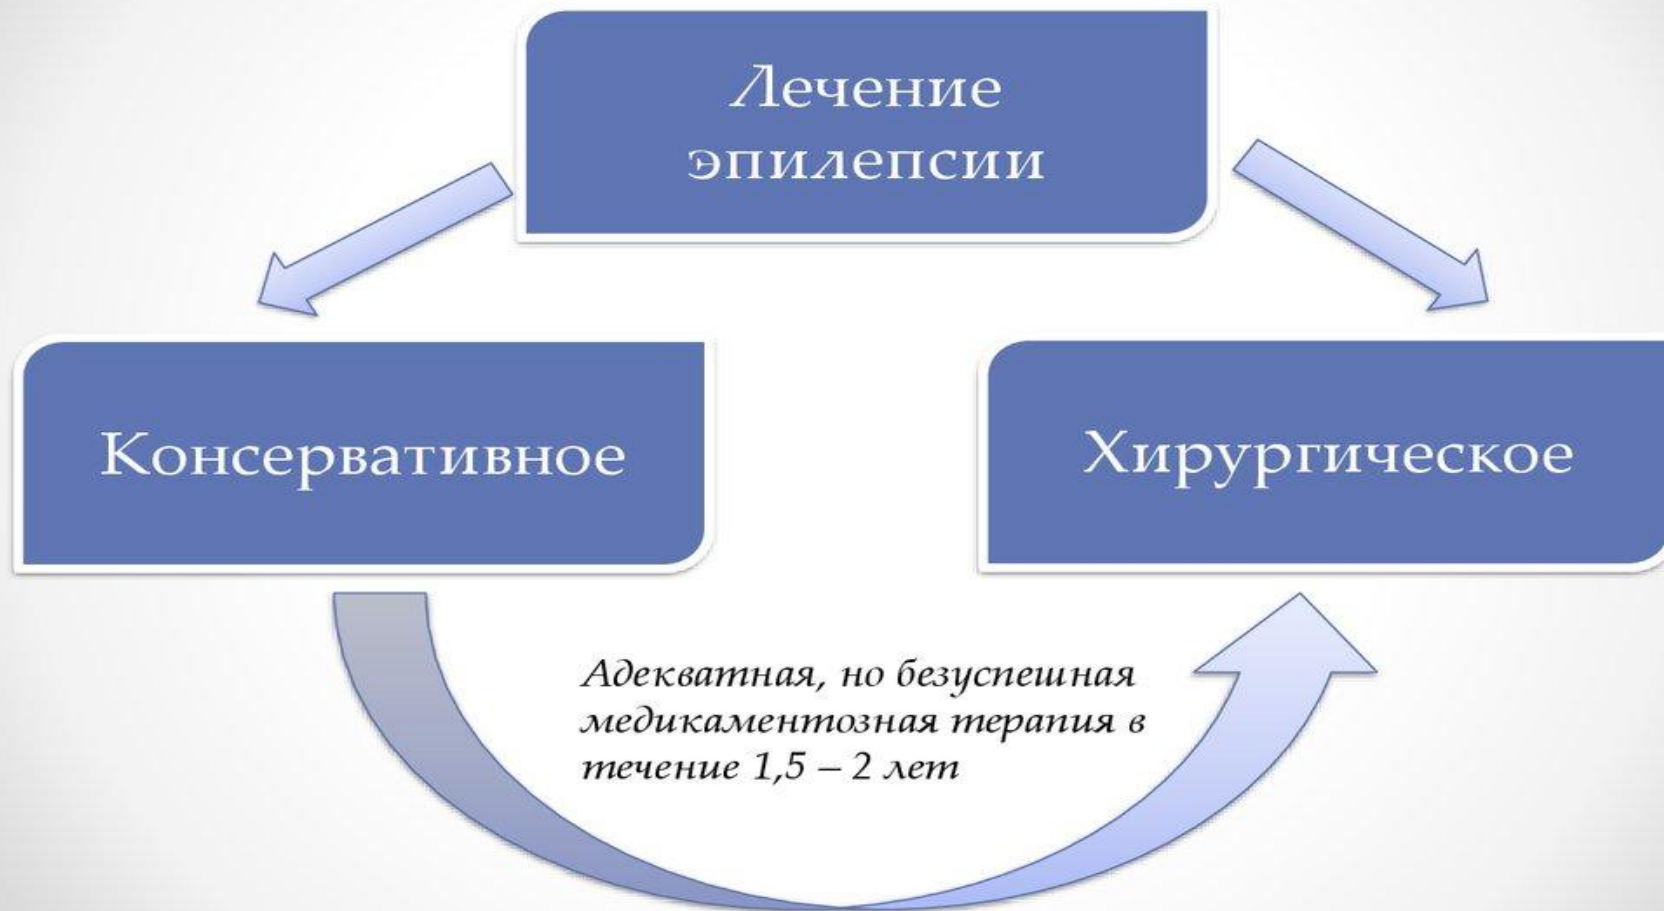 Лечение
эпилепсии
Консервативное
Хирургическое
Адекватная, но безуспешная
медикаментозная терапия в
течение 1,5 – 2 лет